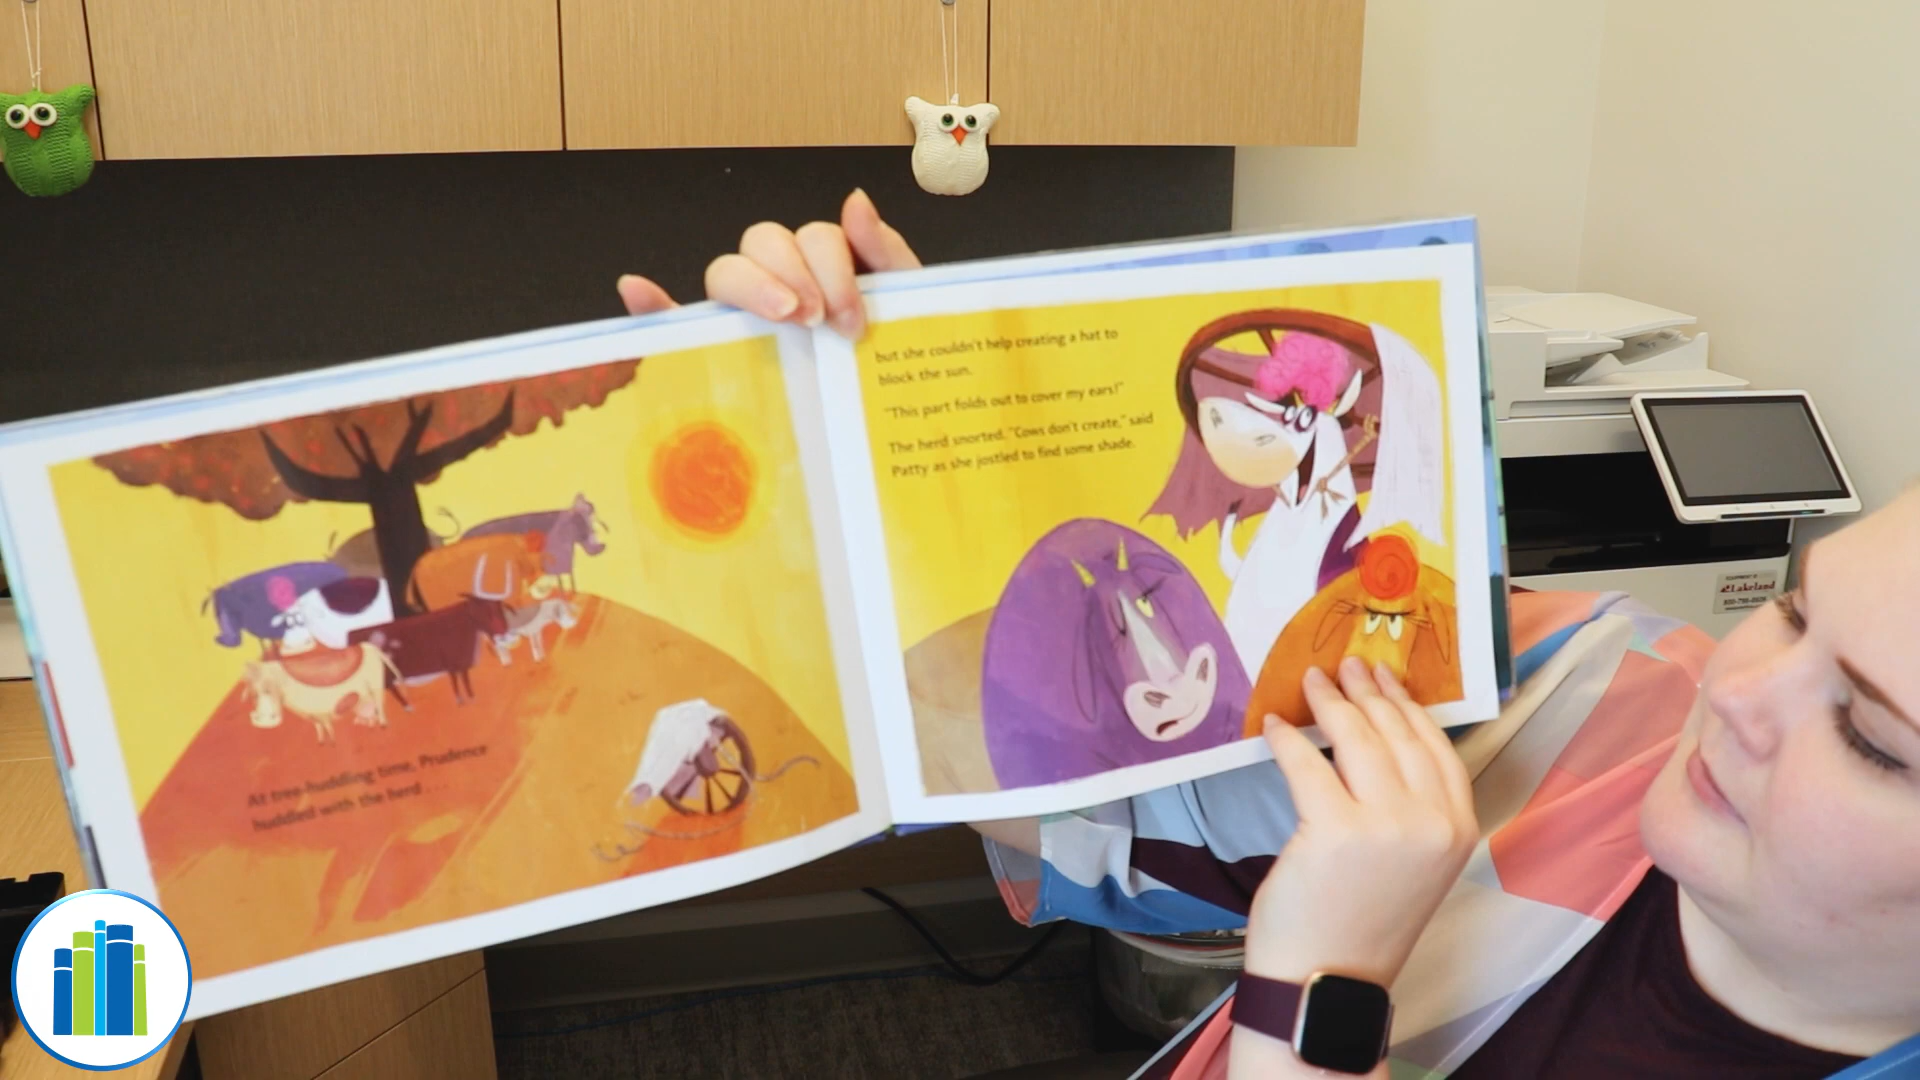 At tree-huddling time, Prudence
huddled with the herd . . .
but she couldn't help creating a hat to
block the sun.
"This part folds out to cover my ears!"
The herd snorted. "Cows don't create," said
Patty as she jostled to find some shade.
Lakeland